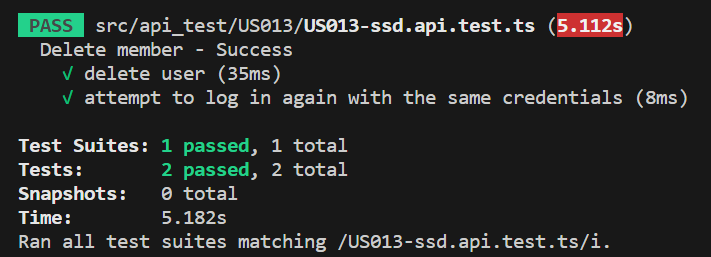 PASS src/api_test/US013/US013-ssd.api.test.ts (5.112s)
Delete member - Success
√ delete user (35ms)
√ attempt to log in again with the same credentials (8ms)
Test Suites: 1 passed, 1 total
Tests: 2 passed, 2 total
Snapshots: 0 total
Time: 5.182s
Ran all test suites matching /US013-ssd.api.test.ts/i.